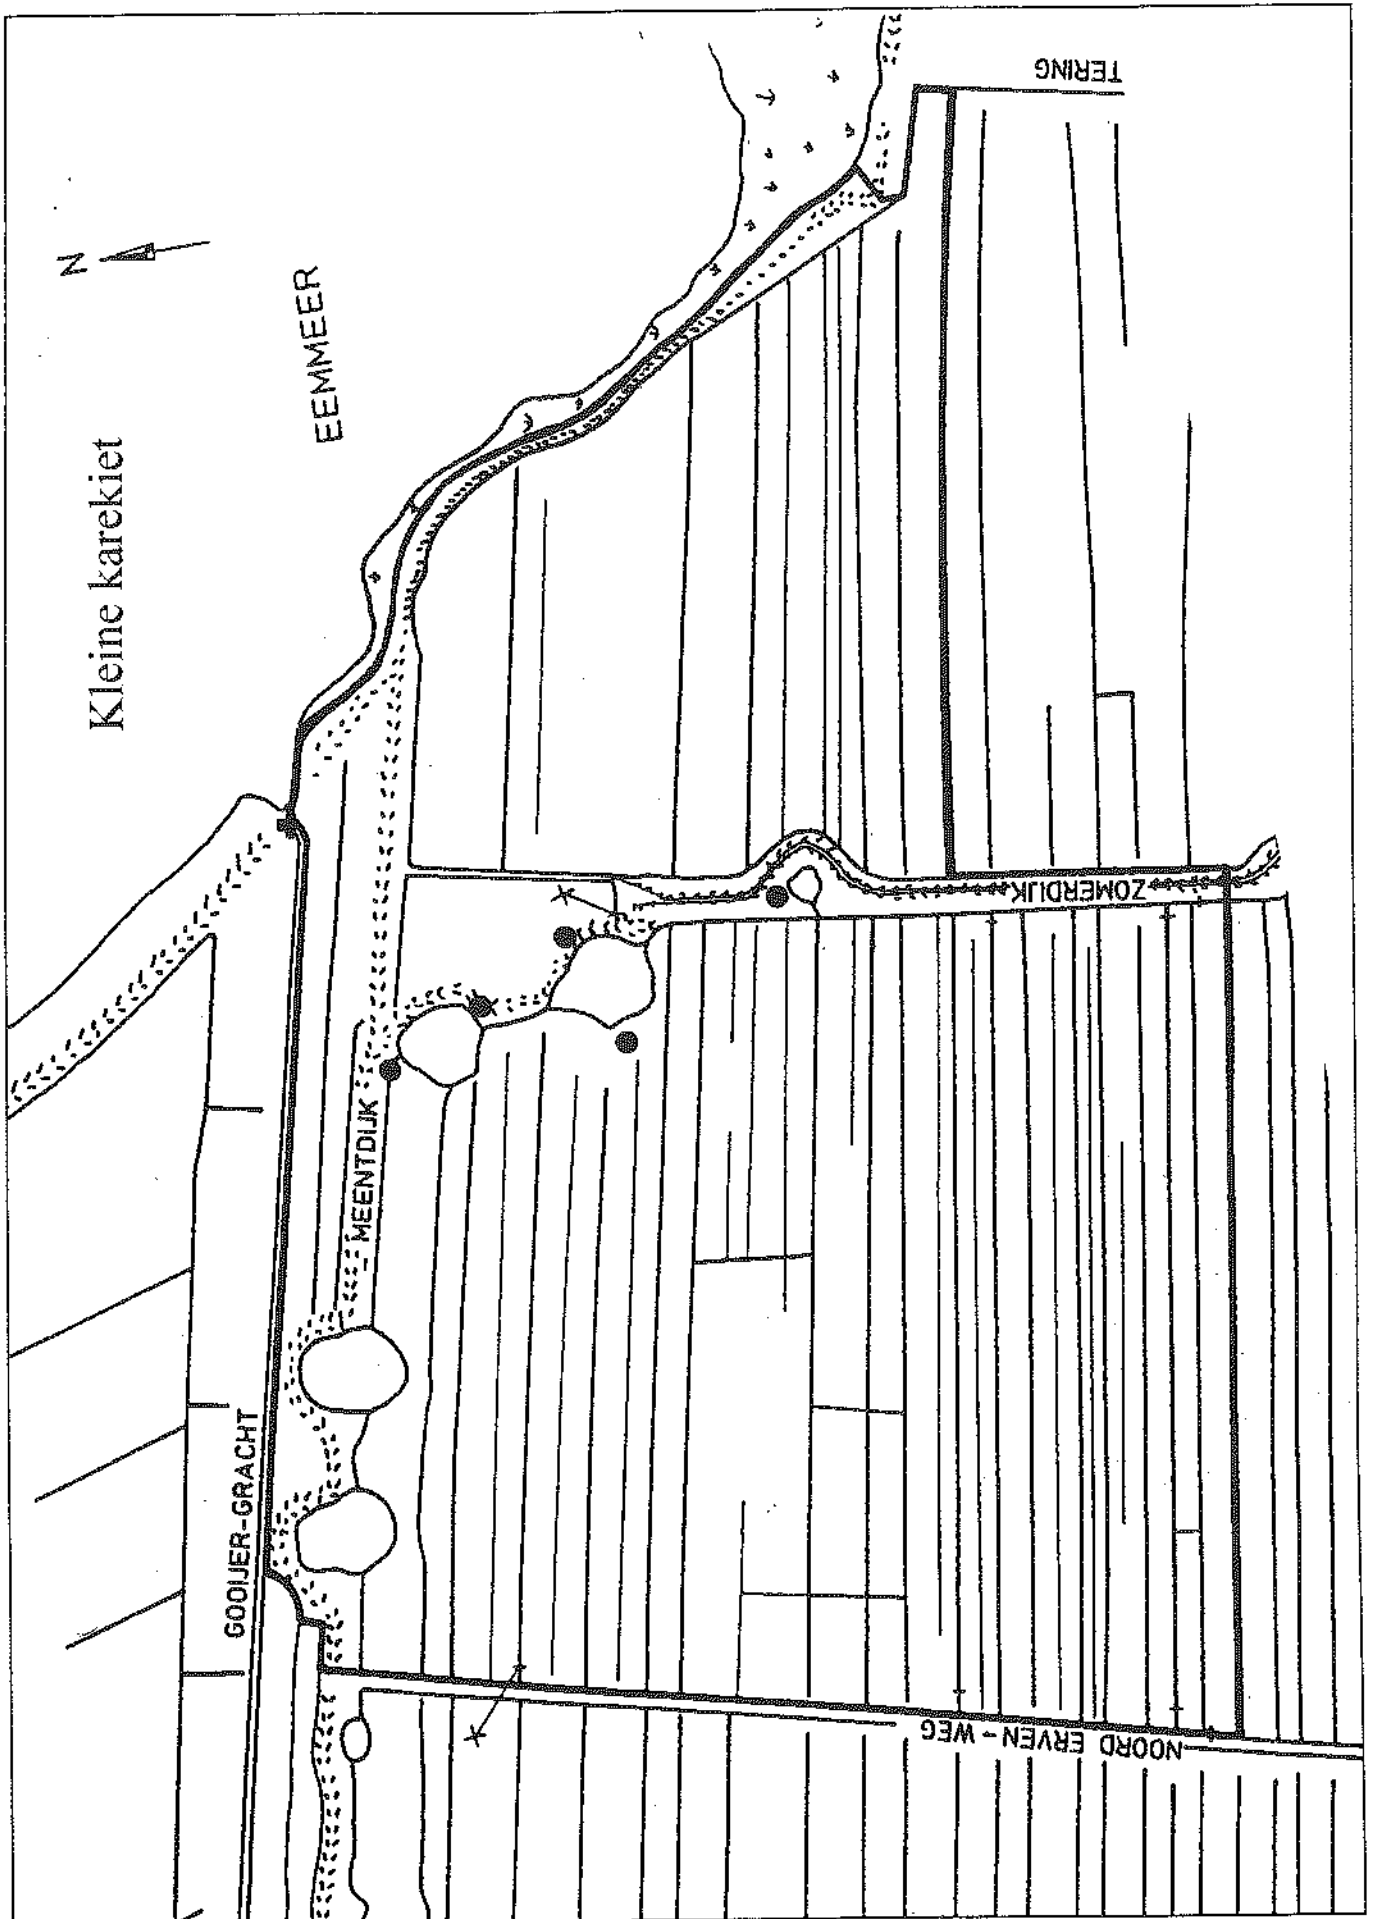 Kleine karekiet
N
EEMMEER
TERING
ZOMERDIJK
MEENTDIJK
GOOIJER-GRACHT
NOORD ERVEN-WEG